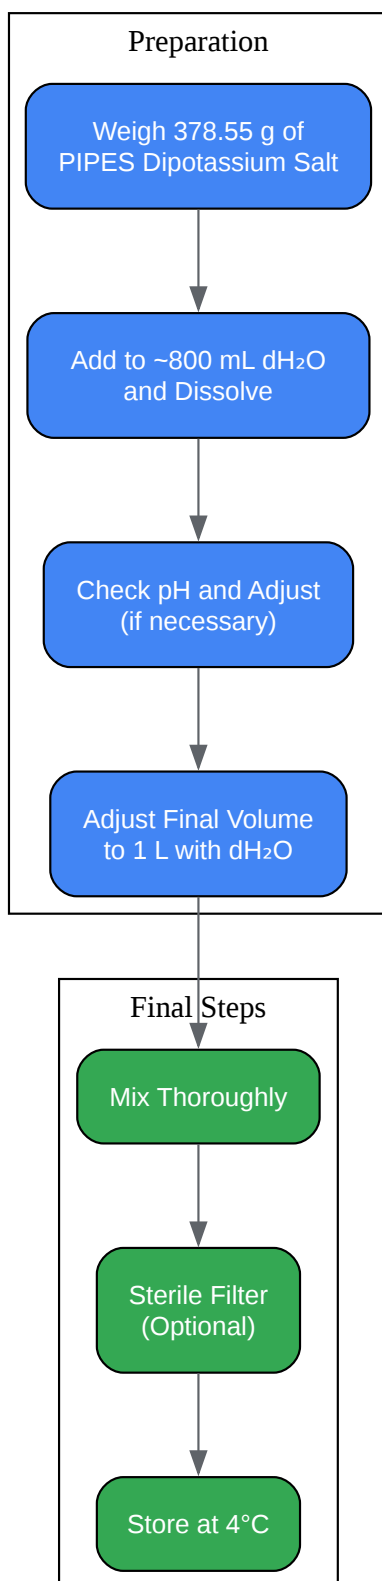 Preparation
Weigh 378.55 g of
PIPES Dipotassium Salt
Add to ~800 mL dH₂O
and Dissolve
Check pH and Adjust
(if necessary)
Adjust Final Volume
to 1 L with dH₂O
Final Steps
Mix Thoroughly
Sterile Filter
(Optional)
Store at 4°C